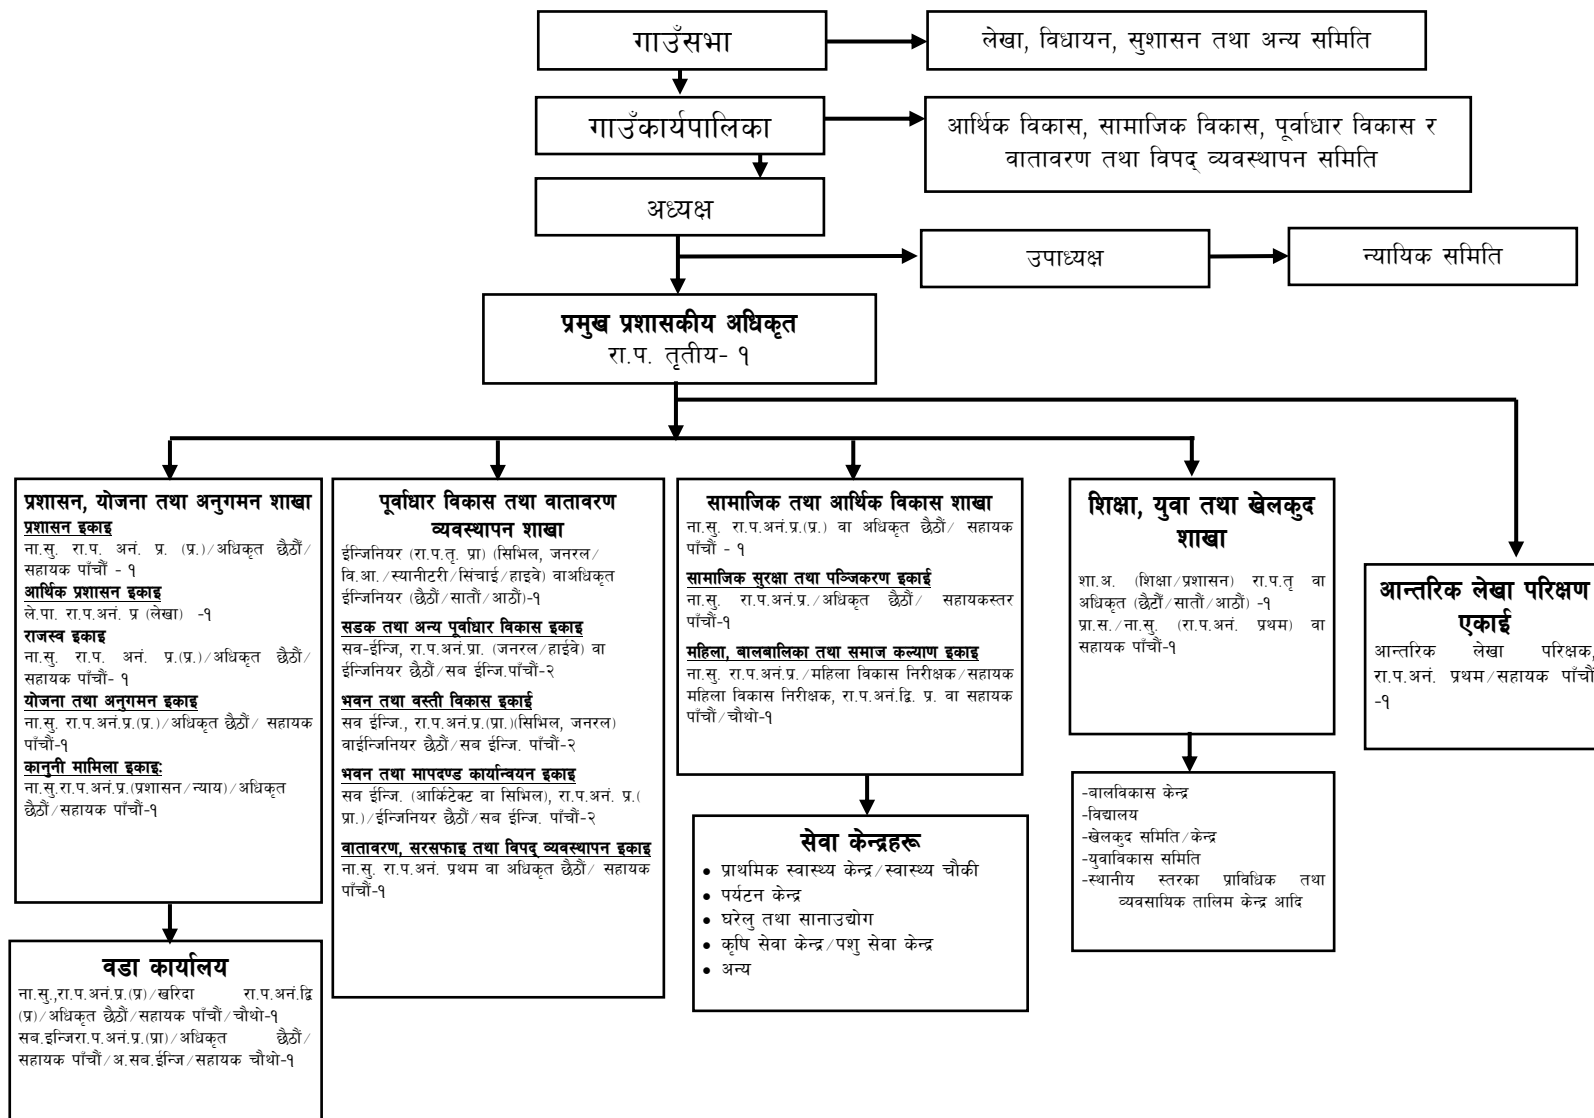 गाउँसभा
लेखा, विधायन, सुशासन तथा अन्य समिति
गाउँकार्यपालिका
आर्थिक विकास, सामाजिक विकास, पूर्वाधार विकास र
वातावरण तथा विपद् व्यवस्थापन समिति
अध्यक्ष
उपाध्यक्ष
न्यायिक समिति
प्रमुख प्रशासकीय अधिकृत
रा.प. तृतीय- १
प्रशासन, योजना तथा अनुगमन शाखा
प्रशासन इकाइ
ना.सु. रा.प. अनं. प्र. (प्र.)/अधिकृत छैठौं/
सहायक पाँचौं - १
आर्थिक प्रशासन इकाइ
ले.पा. रा.प.अनं. प्र (लेखा) -१
राजस्व इकाइ
ना.सु. रा.प. अनं. प्र.(प्र.)/अधिकृत छैठौं/
सहायक पाँचौं- १
योजना तथा अनुगमन इकाइ
ना.सु. रा.प.अनं.प्र.(प्र.)/अधिकृत छैठौं/ सहायक
पाँचौं-१
कानुनी मामिला इकाइः
ना.सु.रा.प.अनं.प्र.(प्रशासन/न्याय)/अधिकृत
छैठौं/सहायक पाँचौं-१
वडा कार्यालय
ना.सु.,रा.प.अनं.प्र.(प्र)/खरिदा रा.प.अनं.द्वि
(प्र)/अधिकृत छैठौं/सहायक पाँचौं/चौथो-१
सब.इन्जिरा.प.अनं.प्र.(प्रा)/अधिकृत छैठौं/
सहायक पाँचौं/अ.सब.ईन्जि/सहायक चौथो-१
पूर्वाधार विकास तथा वातावरण
व्यवस्थापन शाखा
ईन्जिनियर (रा.प.तृ. प्रा) (सिभिल, जनरल/
वि.आ./स्यानीटरी/सिंचाई/हाइवे) वाअधिकृत
ईन्जिनियर (छैठौं/सातौं/आठौं)-१
सडक तथा अन्य पूर्वाधार विकास इकाइ
सव-ईन्जि, रा.प.अनं.प्रा. (जनरल/हाईवे) वा
ईन्जिनियर छैठौं/सब ईन्जि.पाँचौं-२
भवन तथा वस्ती विकास इकाई
सव ईन्जि., रा.प.अनं.प्र.(प्रा.)(सिभिल, जनरल)
वाईन्जिनियर छैठौं/सब ईन्जि. पाँचौं-२
भवन तथा मापदण्ड कार्यान्वयन इकाइ
सव ईन्जि. (आर्किटेक्ट वा सिभिल), रा.प.अनं. प्र.(
प्रा.)/ईन्जिनियर छैठौं/सब ईन्जि. पाँचौं-२
वातावरण, सरसफाइ तथा विपद् व्यवस्थापन इकाइ
ना.सु. रा.प.अनं. प्रथम वा अधिकृत छैठौं/ सहायक
पाँचौं-१
सामाजिक तथा आर्थिक विकास शाखा
ना.सु. रा.प.अनं.प्र.(प्र.) वा अधिकृत छैठौं/ सहायक
पाँचौं - १
सामाजिक सुरक्षा तथा पञ्जिकरण इकाई
ना.सु. रा.प.अनं.प्र./अधिकृत छैठौं/ सहायकस्तर
पाँचौं-१
महिला, बालबालिका तथा समाज कल्याण इकाइ
ना.सु. रा.प.अनं.प्र./महिला विकास निरीक्षक/सहायक
महिला विकास निरीक्षक, रा.प.अनं.द्वि. प्र. वा सहायक
पाँचौं/चौथो-१
सेवा केन्द्रहरू
• प्राथमिक स्वास्थ्य केन्द्र/स्वास्थ्य चौकी
• पर्यटन केन्द्र
• घरेलु तथा सानाउद्योग
• कृषि सेवा केन्द्र/पशु सेवा केन्द्र
• अन्य
शिक्षा, युवा तथा खेलकुद
शाखा
शा.अ. (शिक्षा/प्रशासन) रा.प.तृ वा
अधिकृत (छैटौं/सातौं/आठौं) -१
प्रा.स./ना.सु. (रा.प.अनं. प्रथम) वा
सहायक पाँचौं-१
-बालविकास केन्द्र
-विद्यालय
-खेलकुद समिति/केन्द्र
-युवाविकास समिति
-स्थानीय स्तरका प्राविधिक तथा
व्यवसायिक तालिम केन्द्र आदि
आन्तरिक लेखा परिक्षण
एकाई
आन्तरिक लेखा परिक्षक,
रा.प.अनं. प्रथम/सहायक पाँचौं
-१